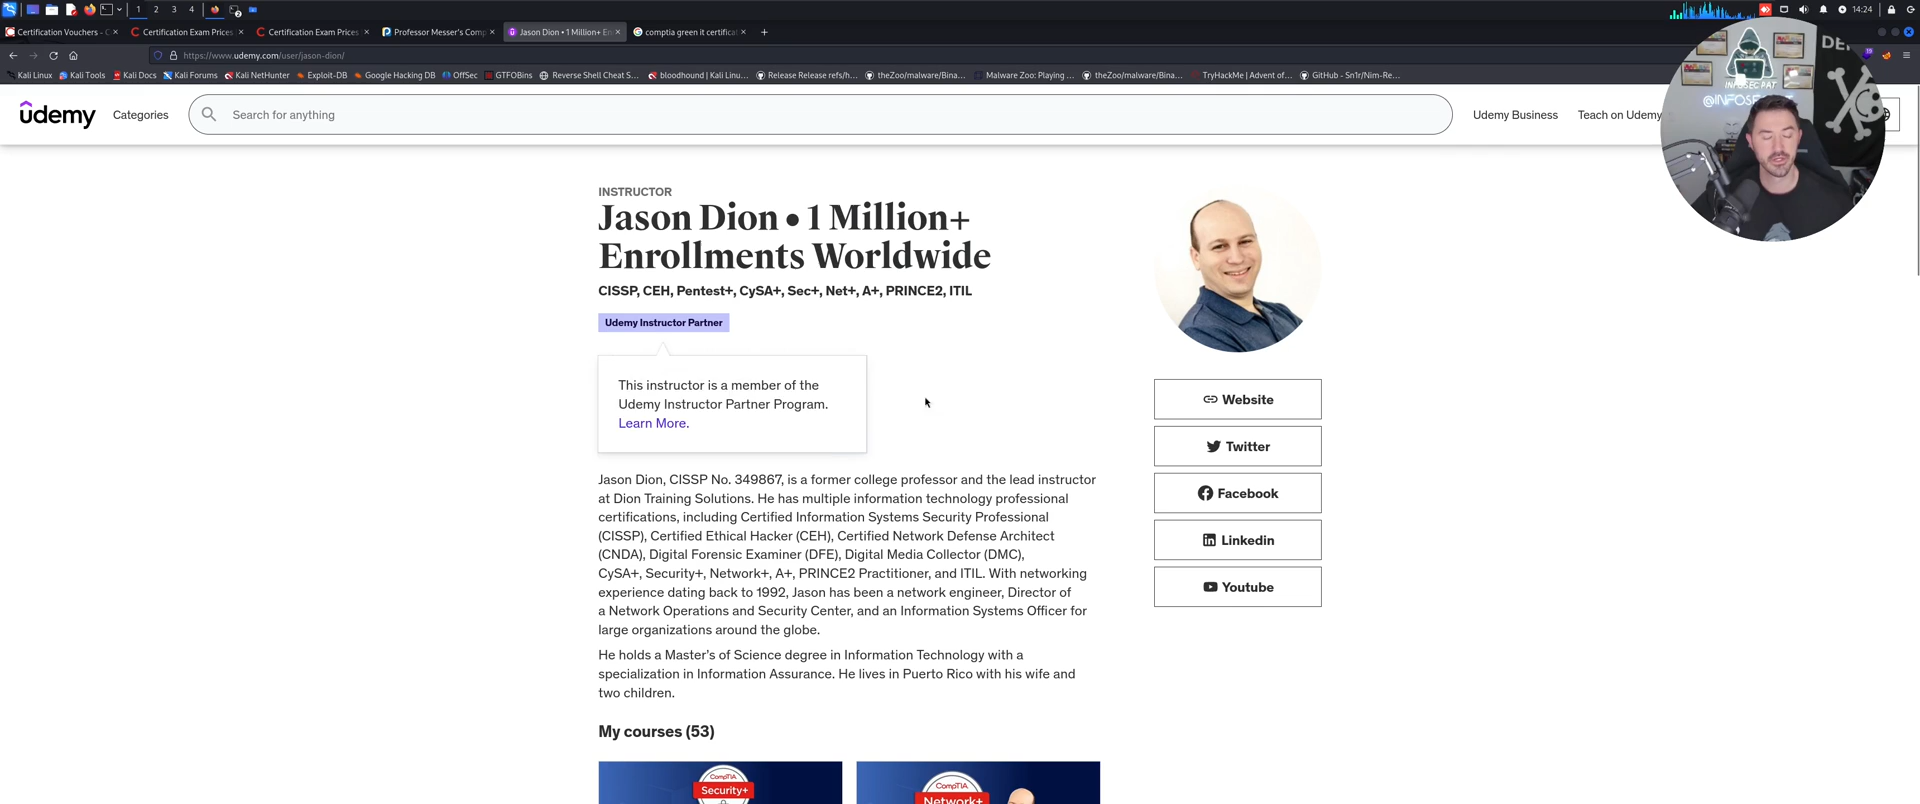 1
2
3
4
14:24
Certification Vouchers - C
Certification Exam Prices
Certification Exam Prices
Professor Messer's Comp
Jason Dion • 1 Million+ En
comptia green it certificat
https://www.udemy.com/user/jason-dion/
Kali Linux
Kali Tools
Kali Docs
Kali Forums
Kali NetHunter
Exploit-DB
Google Hacking DB
OffSec
GTFOBins
Reverse Shell Cheat S...
bloodhound | Kali Linu...
Release Release refs/h...
theZoo/malware/Bina...
Malware Zoo: Playing ...
theZoo/malware/Bina...
TryHackMe | Advent of...
GitHub - Sn1r/Nim-Re...
INFOSEC PAT
udemy
Categories
Search for anything
Udemy Business
Teach on Udemy
INSTRUCTOR
Jason Dion • 1 Million+
Enrollments Worldwide
CISSP, CEH, Pentest+, CySA+, Sec+, Net+, A+, PRINCE2, ITIL
Udemy Instructor Partner
This instructor is a member of the
Udemy Instructor Partner Program.
Learn More.
Website
Twitter
Facebook
Linkedin
Youtube
Jason Dion, CISSP No. 349867, is a former college professor and the lead instructor
at Dion Training Solutions. He has multiple information technology professional
certifications, including Certified Information Systems Security Professional
(CISSP), Certified Ethical Hacker (CEH), Certified Network Defense Architect
(CNDA), Digital Forensic Examiner (DFE), Digital Media Collector (DMC),
CySA+, Security+, Network+, A+, PRINCE2 Practitioner, and ITIL. With networking
experience dating back to 1992, Jason has been a network engineer, Director of
a Network Operations and Security Center, and an Information Systems Officer for
large organizations around the globe.
He holds a Master's of Science degree in Information Technology with a
specialization in Information Assurance. He lives in Puerto Rico with his wife and
two children.
My courses (53)
CompTIA
Security+
CompTIA
Network+